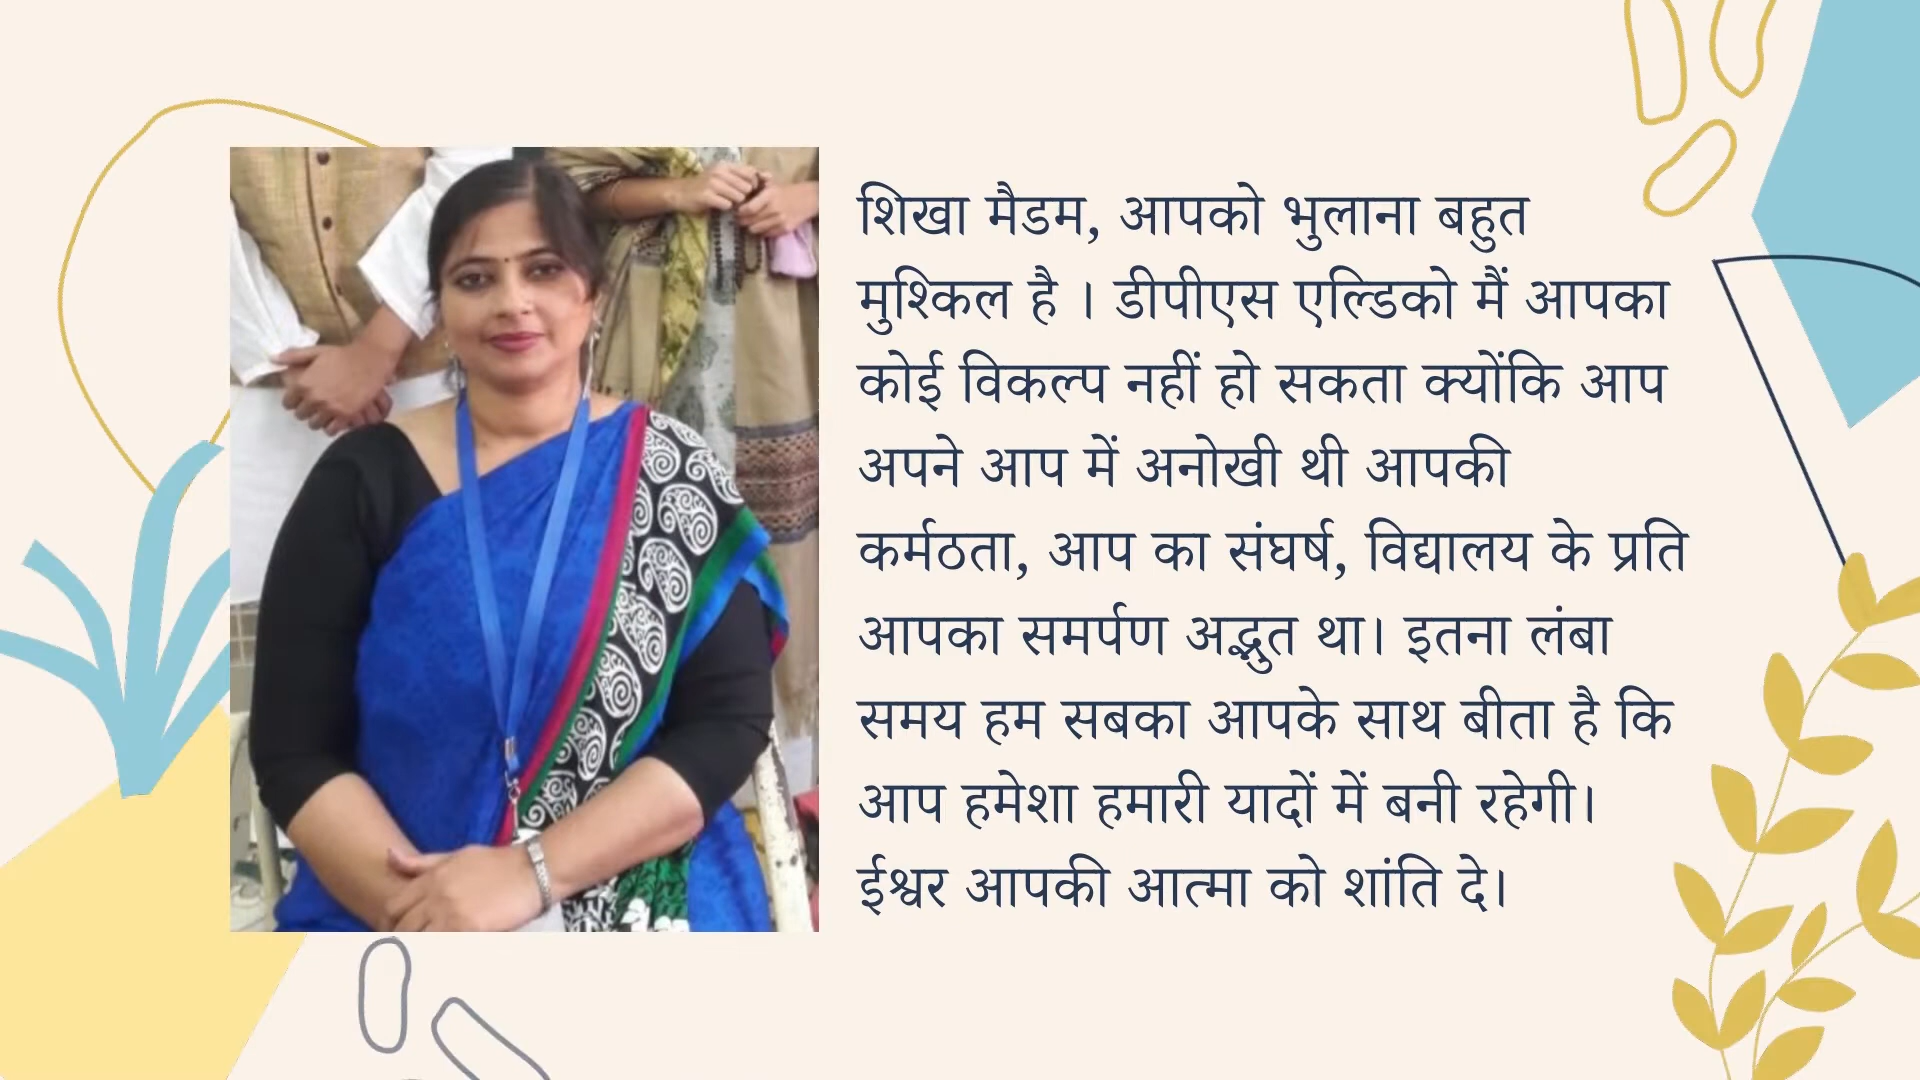 शिखा मैडम, आपको भुलाना बहुत
मुश्किल है । डीपीएस एल्डिको मैं आपका
कोई विकल्प नहीं हो सकता क्योंकि आप
अपने आप में अनोखी थी आपकी
कर्मठता, आप का संघर्ष, विद्यालय के प्रति
आपका समर्पण अद्भुत था। इतना लंबा
समय हम सबका आपके साथ बीता है कि
आप हमेशा हमारी यादों में बनी रहेगी।
ईश्वर आपकी आत्मा को शांति दे।